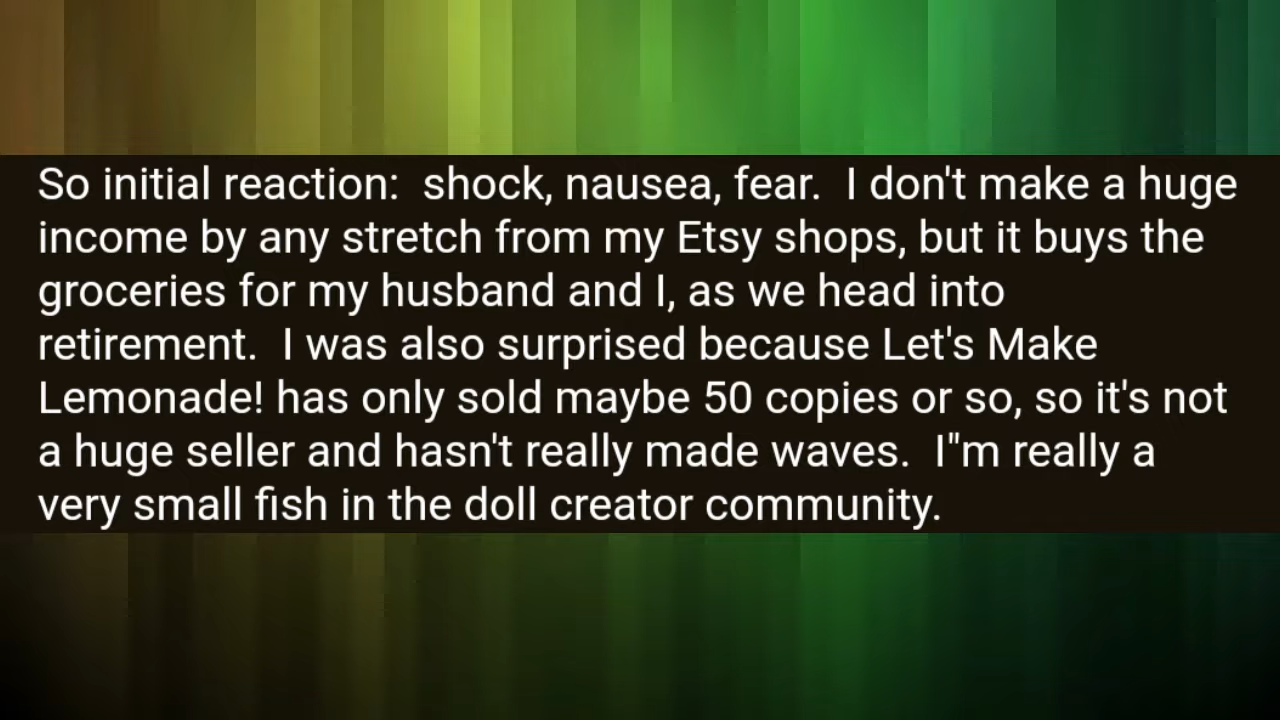 So initial reaction:  shock, nausea, fear.  I don't make a huge
income by any stretch from my Etsy shops, but it buys the
groceries for my husband and I, as we head into
retirement.  I was also surprised because Let's Make
Lemonade! has only sold maybe 50 copies or so, so it's not
a huge seller and hasn't really made waves.  I"m really a
very small fish in the doll creator community.